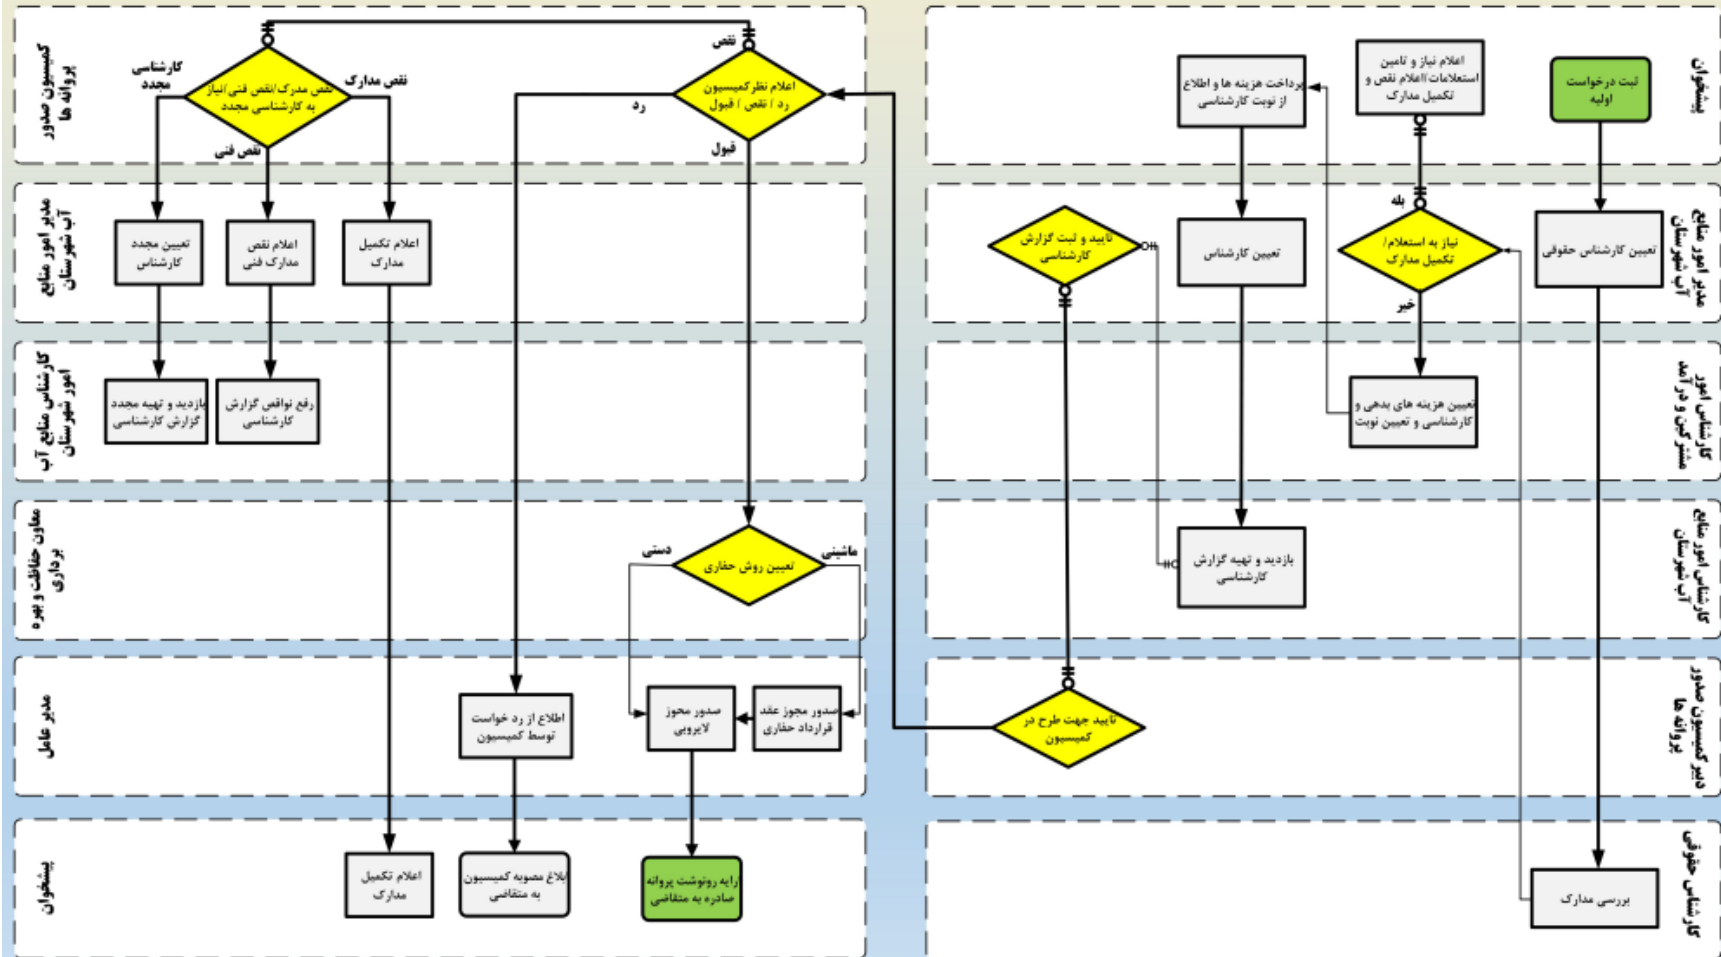 پیشخوان
ثبت درخواست
اولیه
اعلام نیاز و تامین
استعلامات/اعلام نقص و
تکمیل مدارک
پرداخت هزینه ها و اطلاع
از نوبت کارشناسی
مدیر امور منابع
آب شهرستان
تعیین کارشناس حقوقی
بله
نیاز به استعلام/
تکمیل مدارک
خیر
تعیین کارشناس
تایید و ثبت گزارش
کارشناسی
کارشناس امور
مشترکین و درآمد
تعیین هزینه های بدهی و
کارشناسی و تعیین نوبت
کارشناس امور منابع
آب شهرستان
بازدید و تهیه گزارش
کارشناسی
دبیر کمیسیون صدور
پروانه ها
تایید جهت طرح در
کمیسیون
کارشناس حقوقی
بررسی مدارک
کمیسیون صدور
پروانه ها
نقص
اعلام نظرکمیسیون
رد / نقص / قبول
رد
قبول
نقص مدرک/نقص فنی/نیاز
به کارشناسی مجدد
نقص مدارک
نقص فنی
کارشناسی
مجدد
مدیر امور منابع
آب شهرستان
اعلام تکمیل
مدارک
اعلام نقص
مدارک فنی
تعیین مجدد
کارشناس
کارشناس منابع آب
امور شهرستان
رفع نواقص گزارش
کارشناسی
بازدید و تهیه مجدد
گزارش کارشناسی
معاون حفاظت و بهره
برداری
ماشینی
تعیین روش حفاری
دستی
مدیر عامل
صدور مجوز عقد
قرارداد حفاری
صدور مجوز
لایروبی
اطلاع از رد خواست
توسط کمیسیون
پیشخوان
ارایه رونوشت پروانه
صادره به متقاضی
ابلاغ مصوبه کمیسیون
به متقاضی
اعلام تکمیل
مدارک